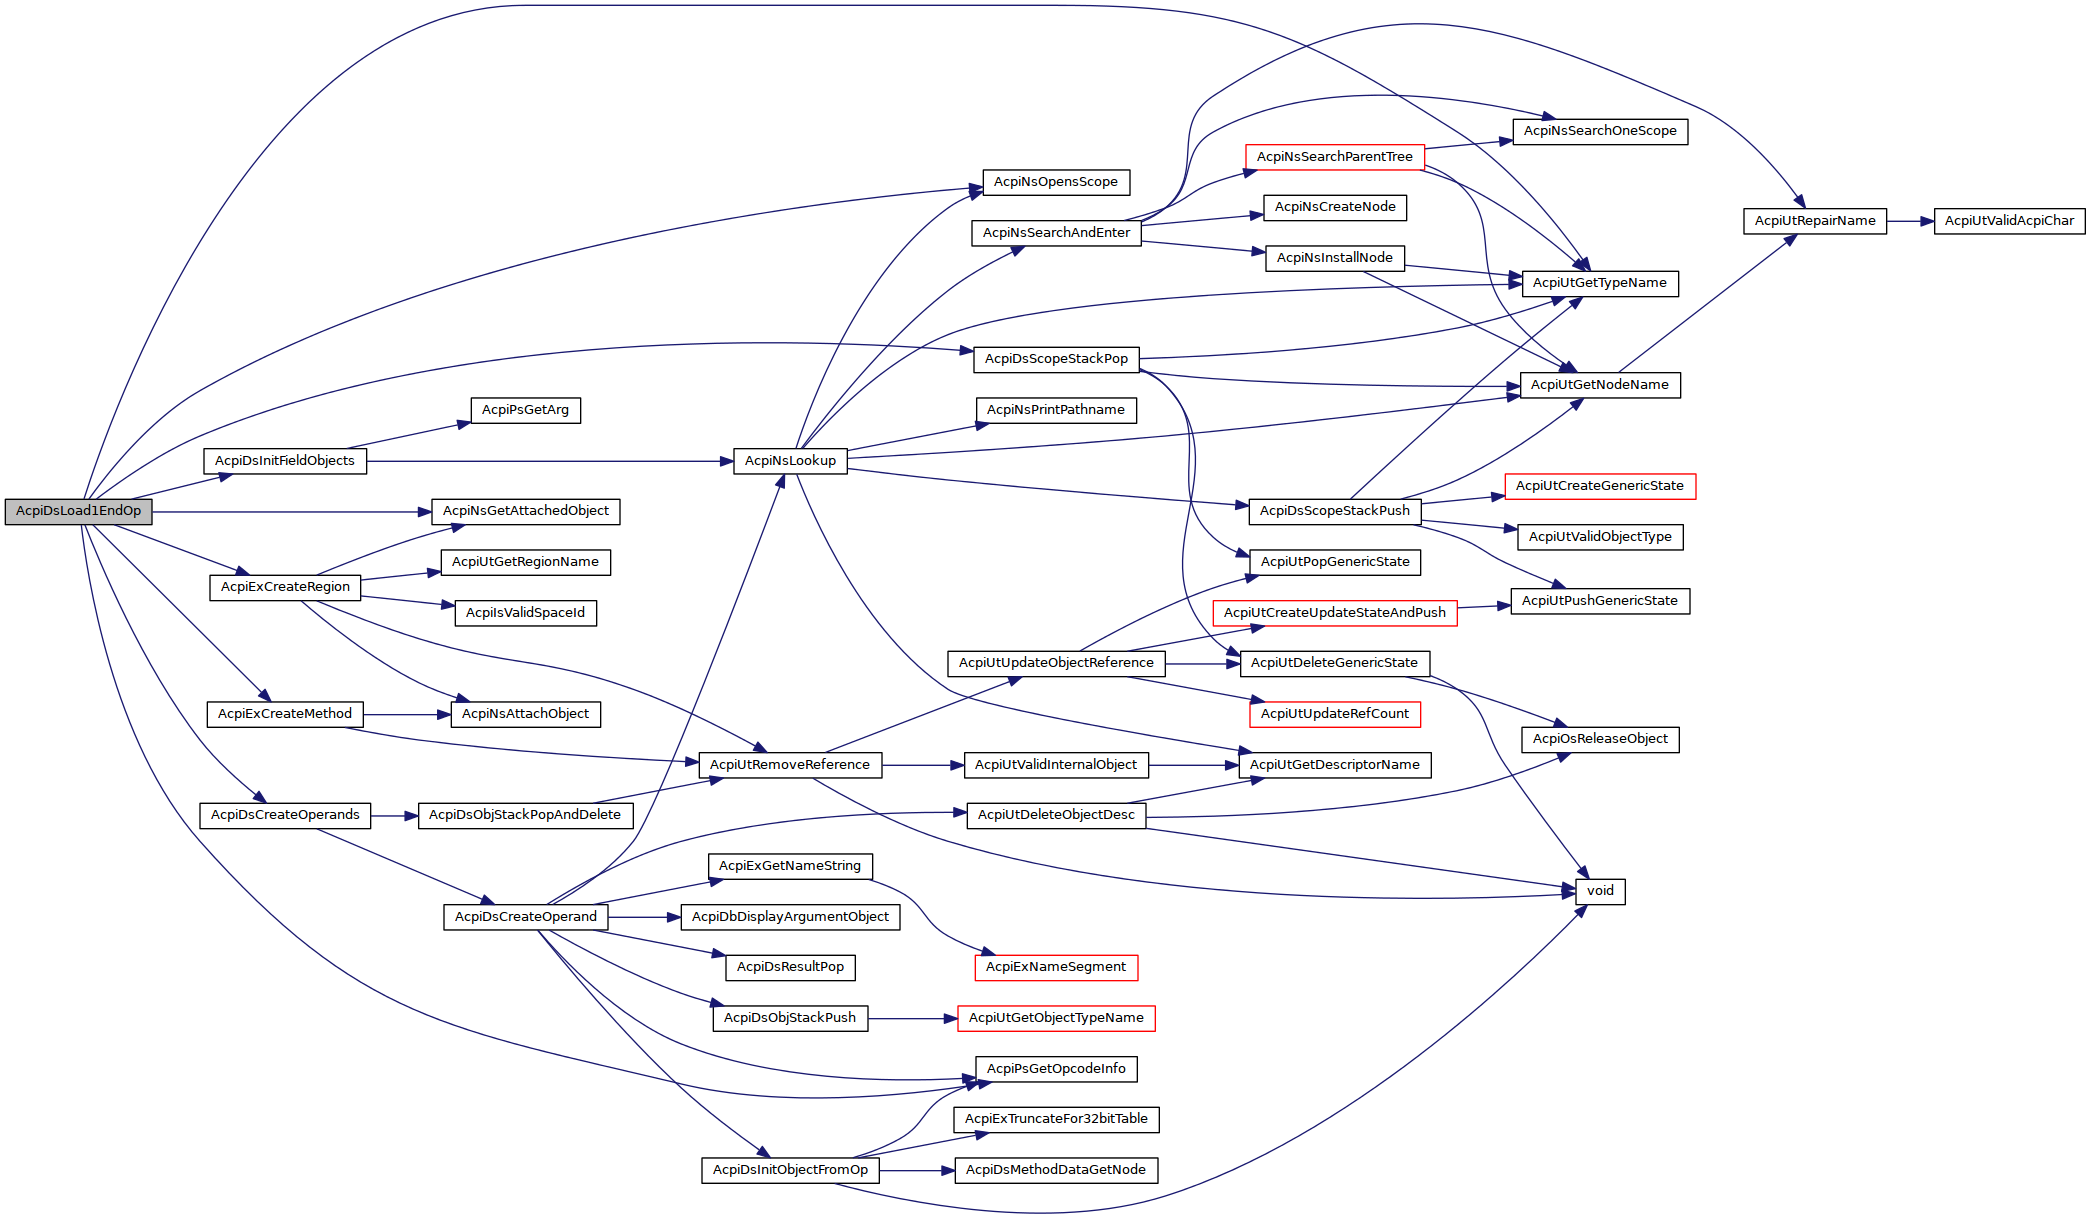 AcpiNsSearchOneScope
AcpiNsSearchParentTree
AcpiNsOpensScope
AcpiNsCreateNode
AcpiUtRepairName
AcpiUtValidAcpiChar
AcpiNsSearchAndEnter
AcpiNsInstallNode
AcpiUtGetTypeName
AcpiDsScopeStackPop
AcpiUtGetNodeName
AcpiPsGetArg
AcpiNsPrintPathname
AcpiDsInitFieldObjects
AcpiNsLookup
AcpiUtCreateGenericState
AcpiDsLoad1EndOp
AcpiNsGetAttachedObject
AcpiDsScopeStackPush
AcpiUtValidObjectType
AcpiUtGetRegionName
AcpiUtPopGenericState
AcpiExCreateRegion
AcpiUtPushGenericState
AcpiIsValidSpaceId
AcpiUtCreateUpdateStateAndPush
AcpiUtUpdateObjectReference
AcpiUtDeleteGenericState
AcpiExCreateMethod
AcpiNsAttachObject
AcpiUtUpdateRefCount
AcpiOsReleaseObject
AcpiUtRemoveReference
AcpiUtValidInternalObject
AcpiUtGetDescriptorName
AcpiDsCreateOperands
AcpiDsObjStackPopAndDelete
AcpiUtDeleteObjectDesc
AcpiExGetNameString
void
AcpiDsCreateOperand
AcpiDbDisplayArgumentObject
AcpiDsResultPop
AcpiExNameSegment
AcpiDsObjStackPush
AcpiUtGetObjectTypeName
AcpiPsGetOpcodeInfo
AcpiExTruncateFor32bitTable
AcpiDsInitObjectFromOp
AcpiDsMethodDataGetNode